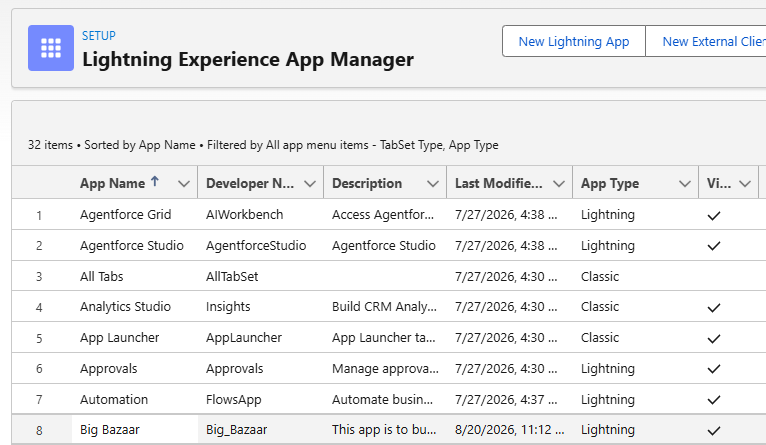 SETUP
Lightning Experience App Manager
New Lightning App New External Clien
32 items • Sorted by App Name • Filtered by All app menu items - TabSet Type, App Type
App Name ↑ Developer N... Description Last Modifie... App Type Vi...
1 Agentforce Grid AIWorkbench Access Agentfor... 7/27/2026, 4:38 ... Lightning ✓
2 Agentforce Studio AgentforceStudio Agentforce Studio 7/27/2026, 4:38 ... Lightning ✓
3 All Tabs AllTabSet 7/27/2026, 4:30 ... Classic
4 Analytics Studio Insights Build CRM Analy... 7/27/2026, 4:30 ... Classic ✓
5 App Launcher AppLauncher App Launcher ta... 7/27/2026, 4:30 ... Classic ✓
6 Approvals Approvals Manage approva... 7/27/2026, 4:30 ... Lightning ✓
7 Automation FlowsApp Automate busin... 7/27/2026, 4:37 ... Lightning ✓
8 Big Bazaar Big_Bazaar This app is to bu... 8/20/2026, 11:12 ... Lightning ✓